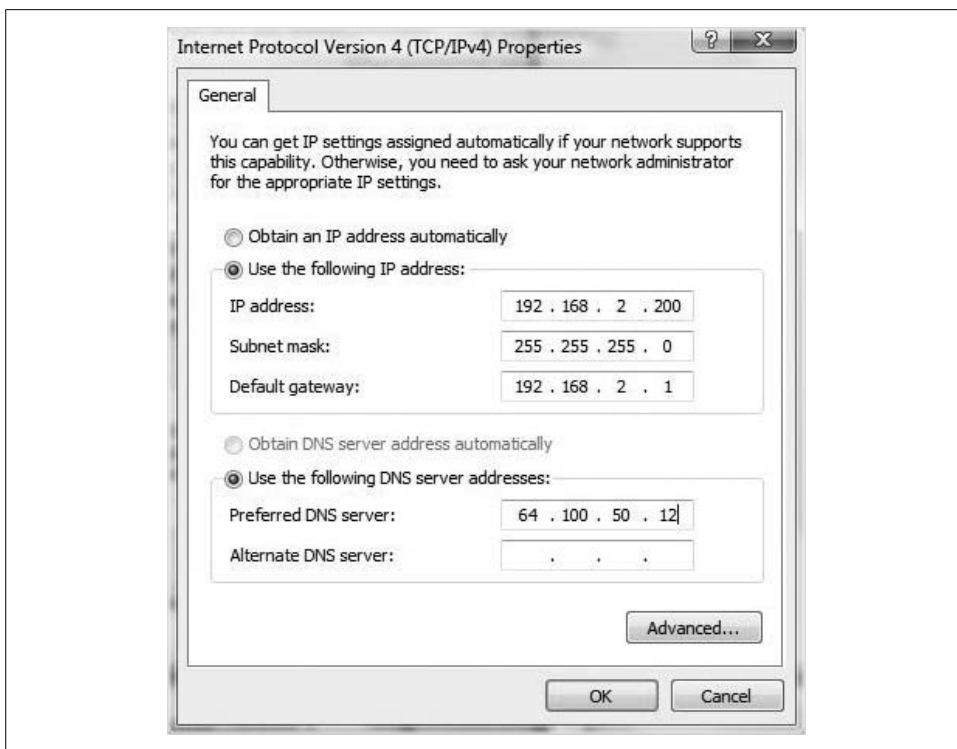 Internet Protocol Version 4 (TCP/IPv4) Properties
?
X
General
You can get IP settings assigned automatically if your network supports
this capability. Otherwise, you need to ask your network administrator
for the appropriate IP settings.
Obtain an IP address automatically
Use the following IP address:
IP address: 192 . 168 . 2 . 200
Subnet mask: 255 . 255 . 255 . 0
Default gateway: 192 . 168 . 2 . 1
Obtain DNS server address automatically
Use the following DNS server addresses:
Preferred DNS server: 64 . 100 . 50 . 12
Alternate DNS server: . . .
Advanced...
OK Cancel